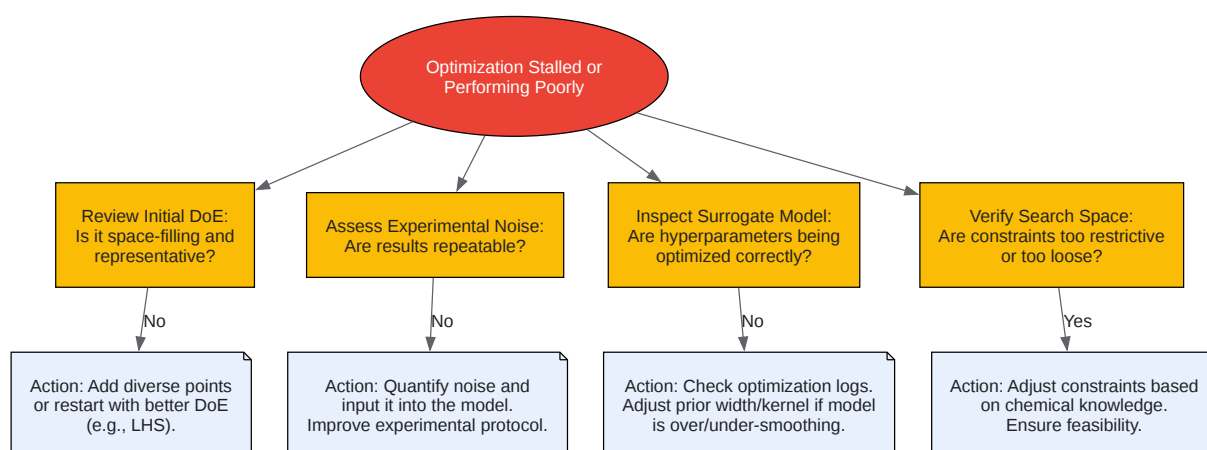 Optimization Stalled or
Performing Poorly
Review Initial DoE:
Is it space-filling and
representative?
Assess Experimental Noise:
Are results repeatable?
Inspect Surrogate Model:
Are hyperparameters being
optimized correctly?
Verify Search Space:
Are constraints too restrictive
or too loose?
No
No
No
Yes
Action: Add diverse points
or restart with better DoE
(e.g., LHS).
Action: Quantify noise and
input it into the model.
Improve experimental protocol.
Action: Check optimization logs.
Adjust prior width/kernel if model
is over/under-smoothing.
Action: Adjust constraints based
on chemical knowledge.
Ensure feasibility.